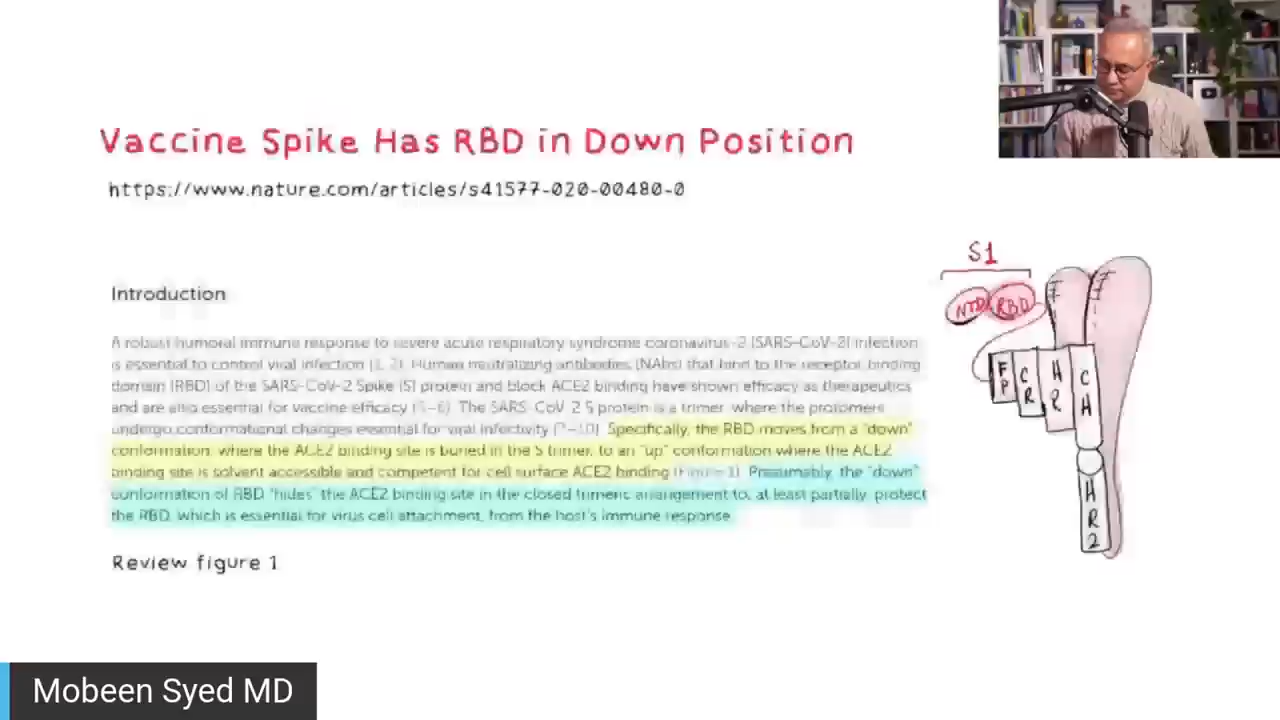 Vaccine Spike Has RBD in Down Position
https://www.nature.com/articles/s41577-020-00480-0
Introduction
A robust humoral immune response to severe acute respiratory syndrome coronavirus-2 (SARS-CoV-2) infection
is essential to control viral infection (1, 2). Human neutralizing antibodies (NAbs) that bind to the receptor binding
domain (RBD) of the SARS-CoV-2 Spike (S) protein and block ACE2 binding have shown efficacy as therapeutics
and are also essential for vaccine efficacy (3–6). The SARS-CoV-2 S protein is a trimer, where the protomers
undergo conformational changes essential for viral infectivity (7–10). Specifically, the RBD moves from a "down"
conformation, where the ACE2 binding site is buried in the S trimer, to an "up" conformation where the ACE2
binding site is solvent accessible and competent for cell surface ACE2 binding (Figure 1). Presumably, the "down"
conformation of RBD "hides" the ACE2 binding site in the closed trimeric arrangement to, at least partially, protect
the RBD, which is essential for virus cell attachment, from the host's immune response.
Review figure 1
S1
NTD RBD
FP
CR
HR
CH
HR2
Mobeen Syed MD